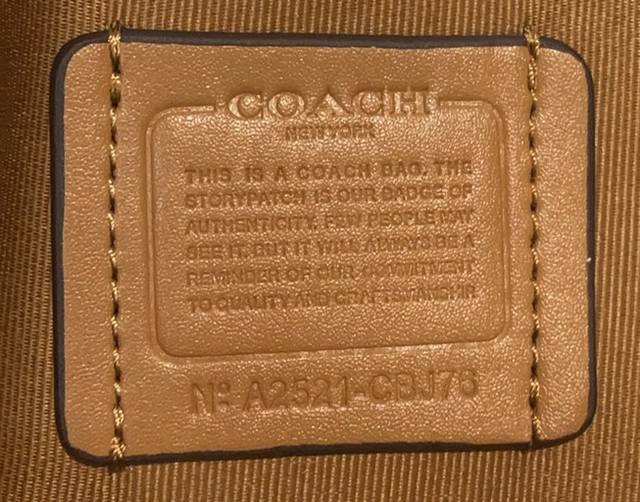 COACH
NEW YORK
THIS IS A COACH BAG. THE
STORYPATCH IS OUR BADGE OF
AUTHENTICITY. FEW PEOPLE MAY
SEE IT. BUT IT WILL ALWAYS BE A
REMINDER OF OUR COMMITMENT
TO QUALITY AND CRAFTSMANSHIP.
Nº A2521-CBJ76